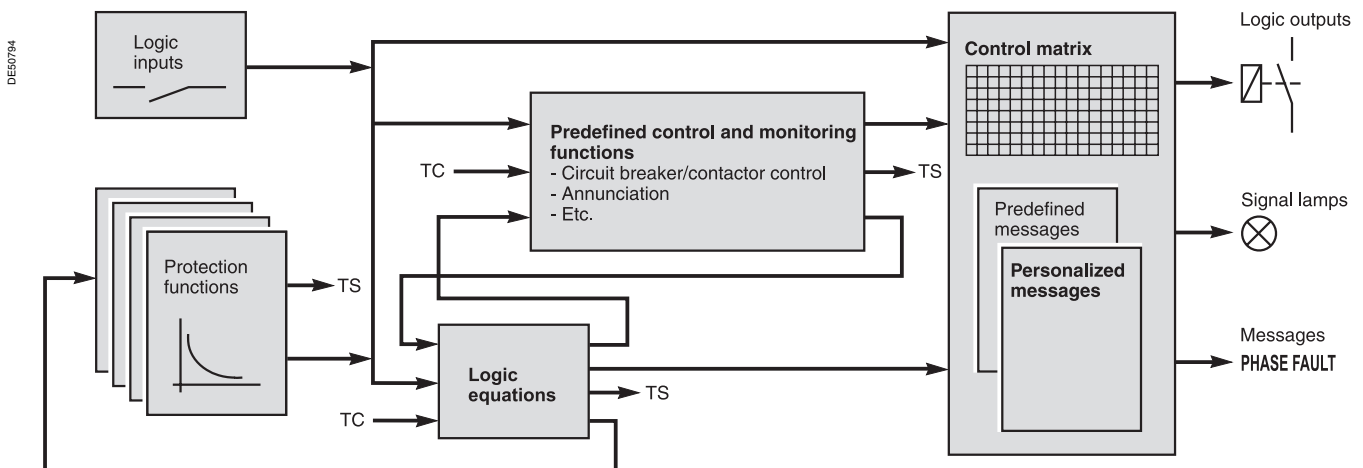 DE50794
Logic
inputs
Protection
functions
TS
TC
Predefined control and monitoring
functions
- Circuit breaker/contactor control
- Annunciation
- Etc.
TS
TC
Logic
equations
TS
Control matrix
Predefined
messages
Personalized
messages
Logic outputs
Signal lamps
Messages
PHASE FAULT